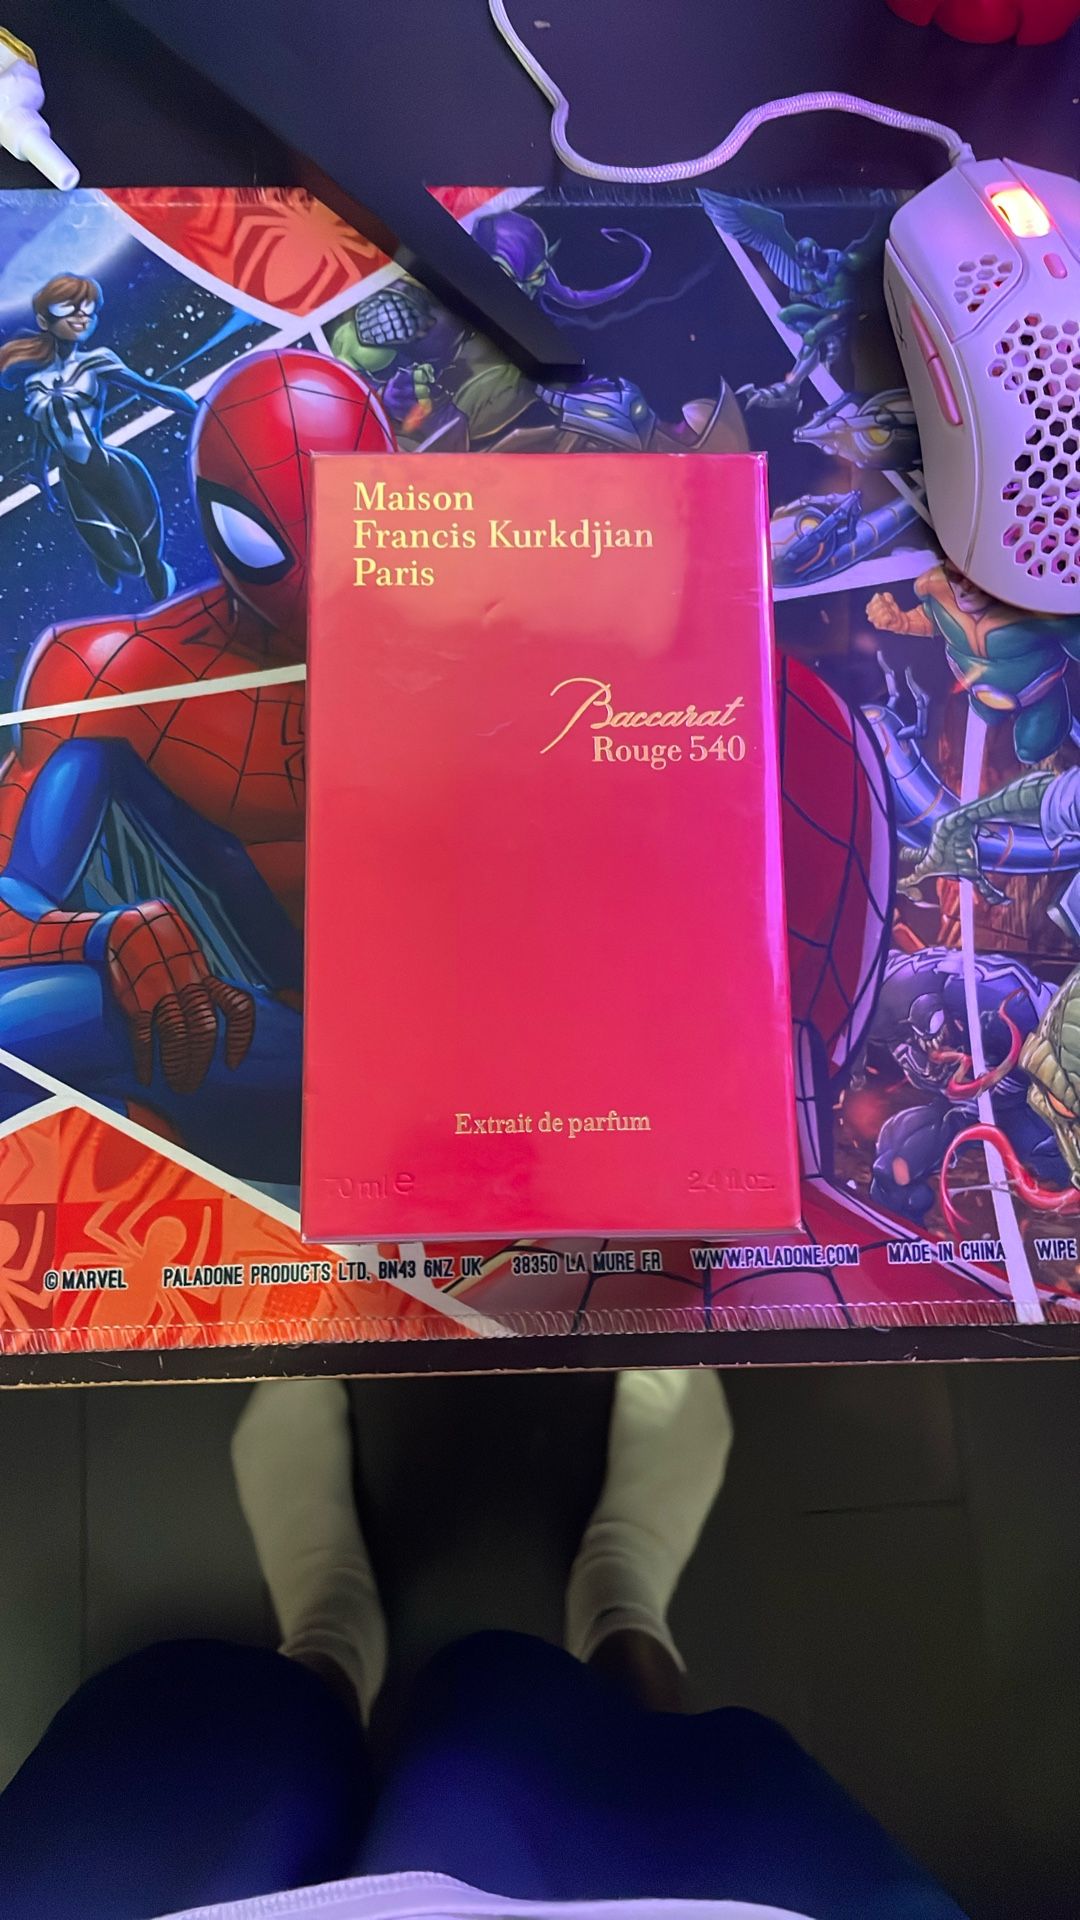 Maison
Francis Kurkdjian
Paris
Baccarat
Rouge 540
Extrait de parfum
70 ml e 2.4 fl.oz.
© MARVEL PALADONE PRODUCTS LTD, BN43 6NZ UK 38350 LA MURE FR WWW.PALADONE.COM MADE IN CHINA WIPE